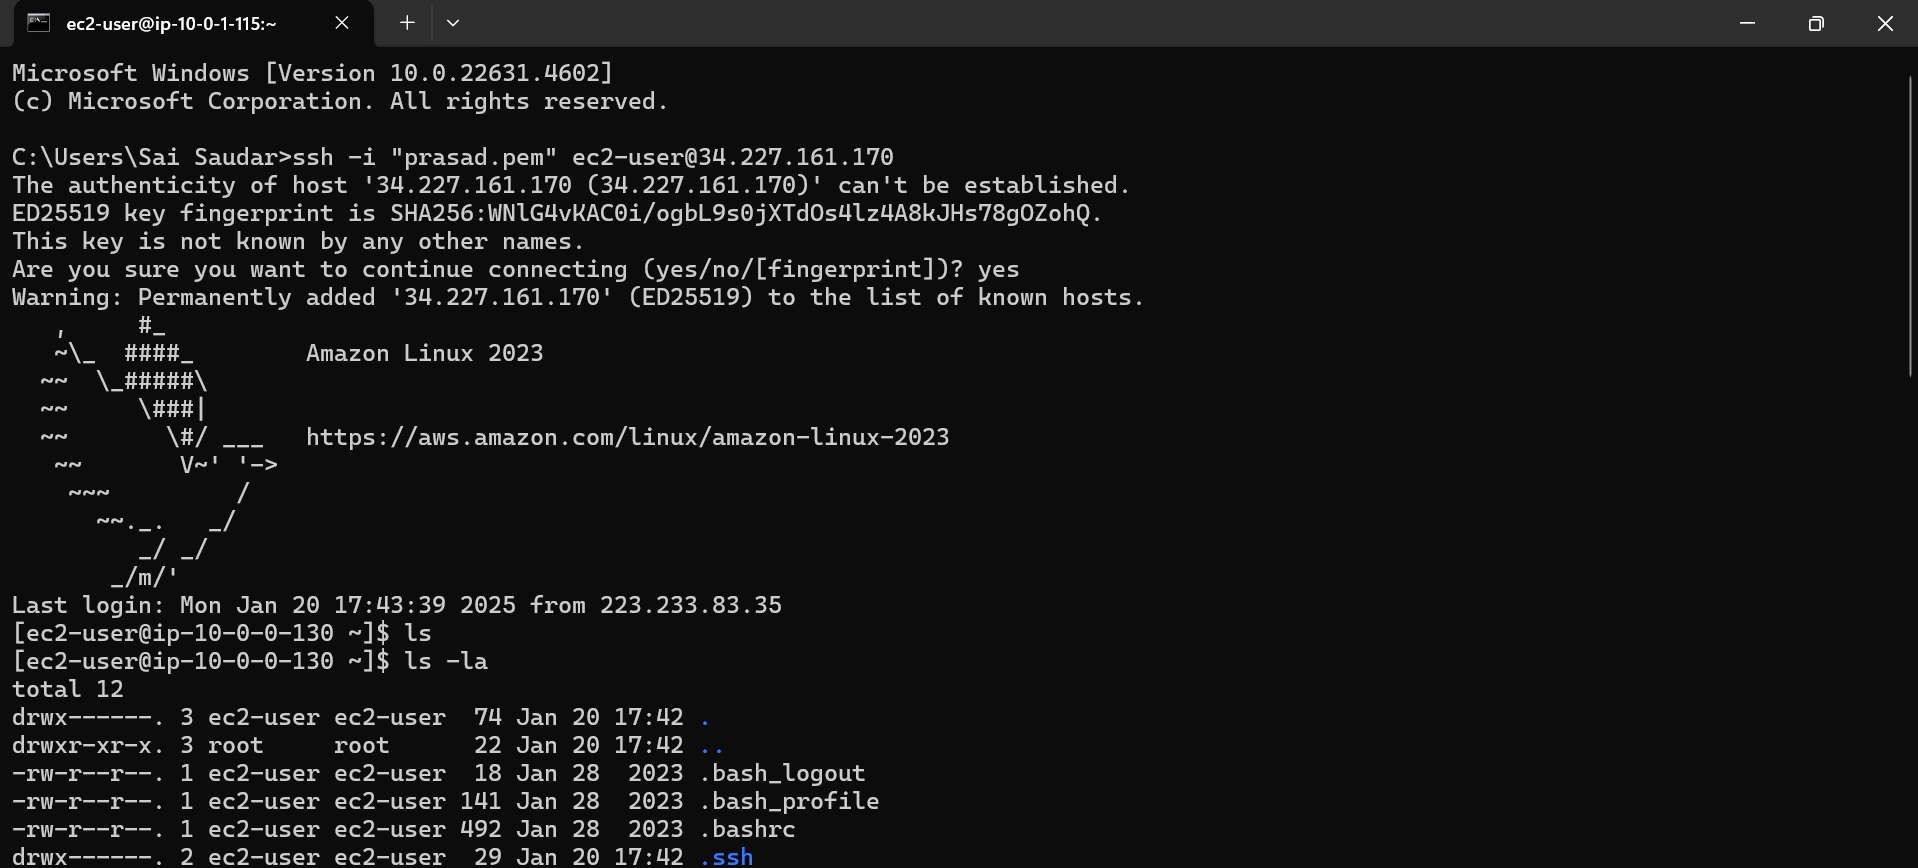 ec2-user@ip-10-0-1-115:~
Microsoft Windows [Version 10.0.22631.4602]
(c) Microsoft Corporation. All rights reserved.
C:\Users\Sai Saudar>ssh -i "prasad.pem" ec2-user@34.227.161.170
The authenticity of host '34.227.161.170 (34.227.161.170)' can't be established.
ED25519 key fingerprint is SHA256:WNlG4vKAC0i/ogbL9s0jXTdOs4lz4A8kJHs78gOZohQ.
This key is not known by any other names.
Are you sure you want to continue connecting (yes/no/[fingerprint])? yes
Warning: Permanently added '34.227.161.170' (ED25519) to the list of known hosts.
   ,     #_
   ~\_  ####_        Amazon Linux 2023
  ~~  \_#####\
  ~~     \###|
  ~~       \#/ ___   https://aws.amazon.com/linux/amazon-linux-2023
   ~~       V~' '->
    ~~~         /
      ~~._.   _/
         _/ _/
       _/m/'
Last login: Mon Jan 20 17:43:39 2025 from 223.233.83.35
[ec2-user@ip-10-0-0-130 ~]$ ls
[ec2-user@ip-10-0-0-130 ~]$ ls -la
total 12
drwx------. 3 ec2-user ec2-user  74 Jan 20 17:42 .
drwxr-xr-x. 3 root     root      22 Jan 20 17:42 ..
-rw-r--r--. 1 ec2-user ec2-user  18 Jan 28  2023 .bash_logout
-rw-r--r--. 1 ec2-user ec2-user 141 Jan 28  2023 .bash_profile
-rw-r--r--. 1 ec2-user ec2-user 492 Jan 28  2023 .bashrc
drwx------. 2 ec2-user ec2-user  29 Jan 20 17:42 .ssh